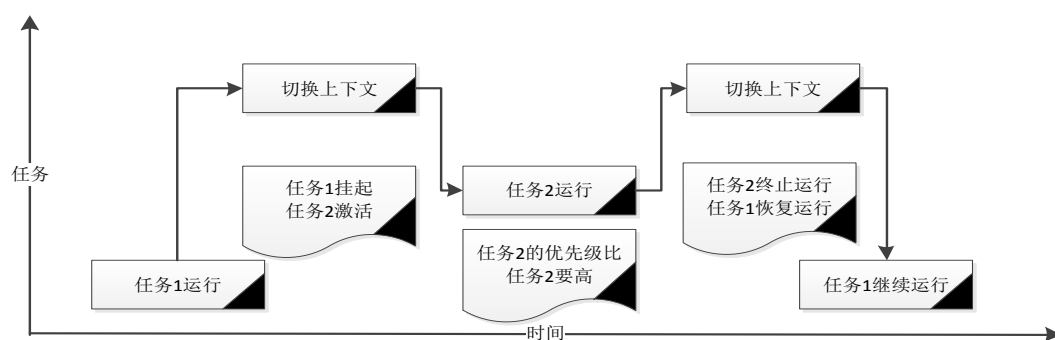 切换上下文
切换上下文
任务
任务1挂起
任务2激活
任务2运行
任务2终止运行
任务1恢复运行
任务1运行
任务2的优先级比
任务2要高
任务1继续运行
时间